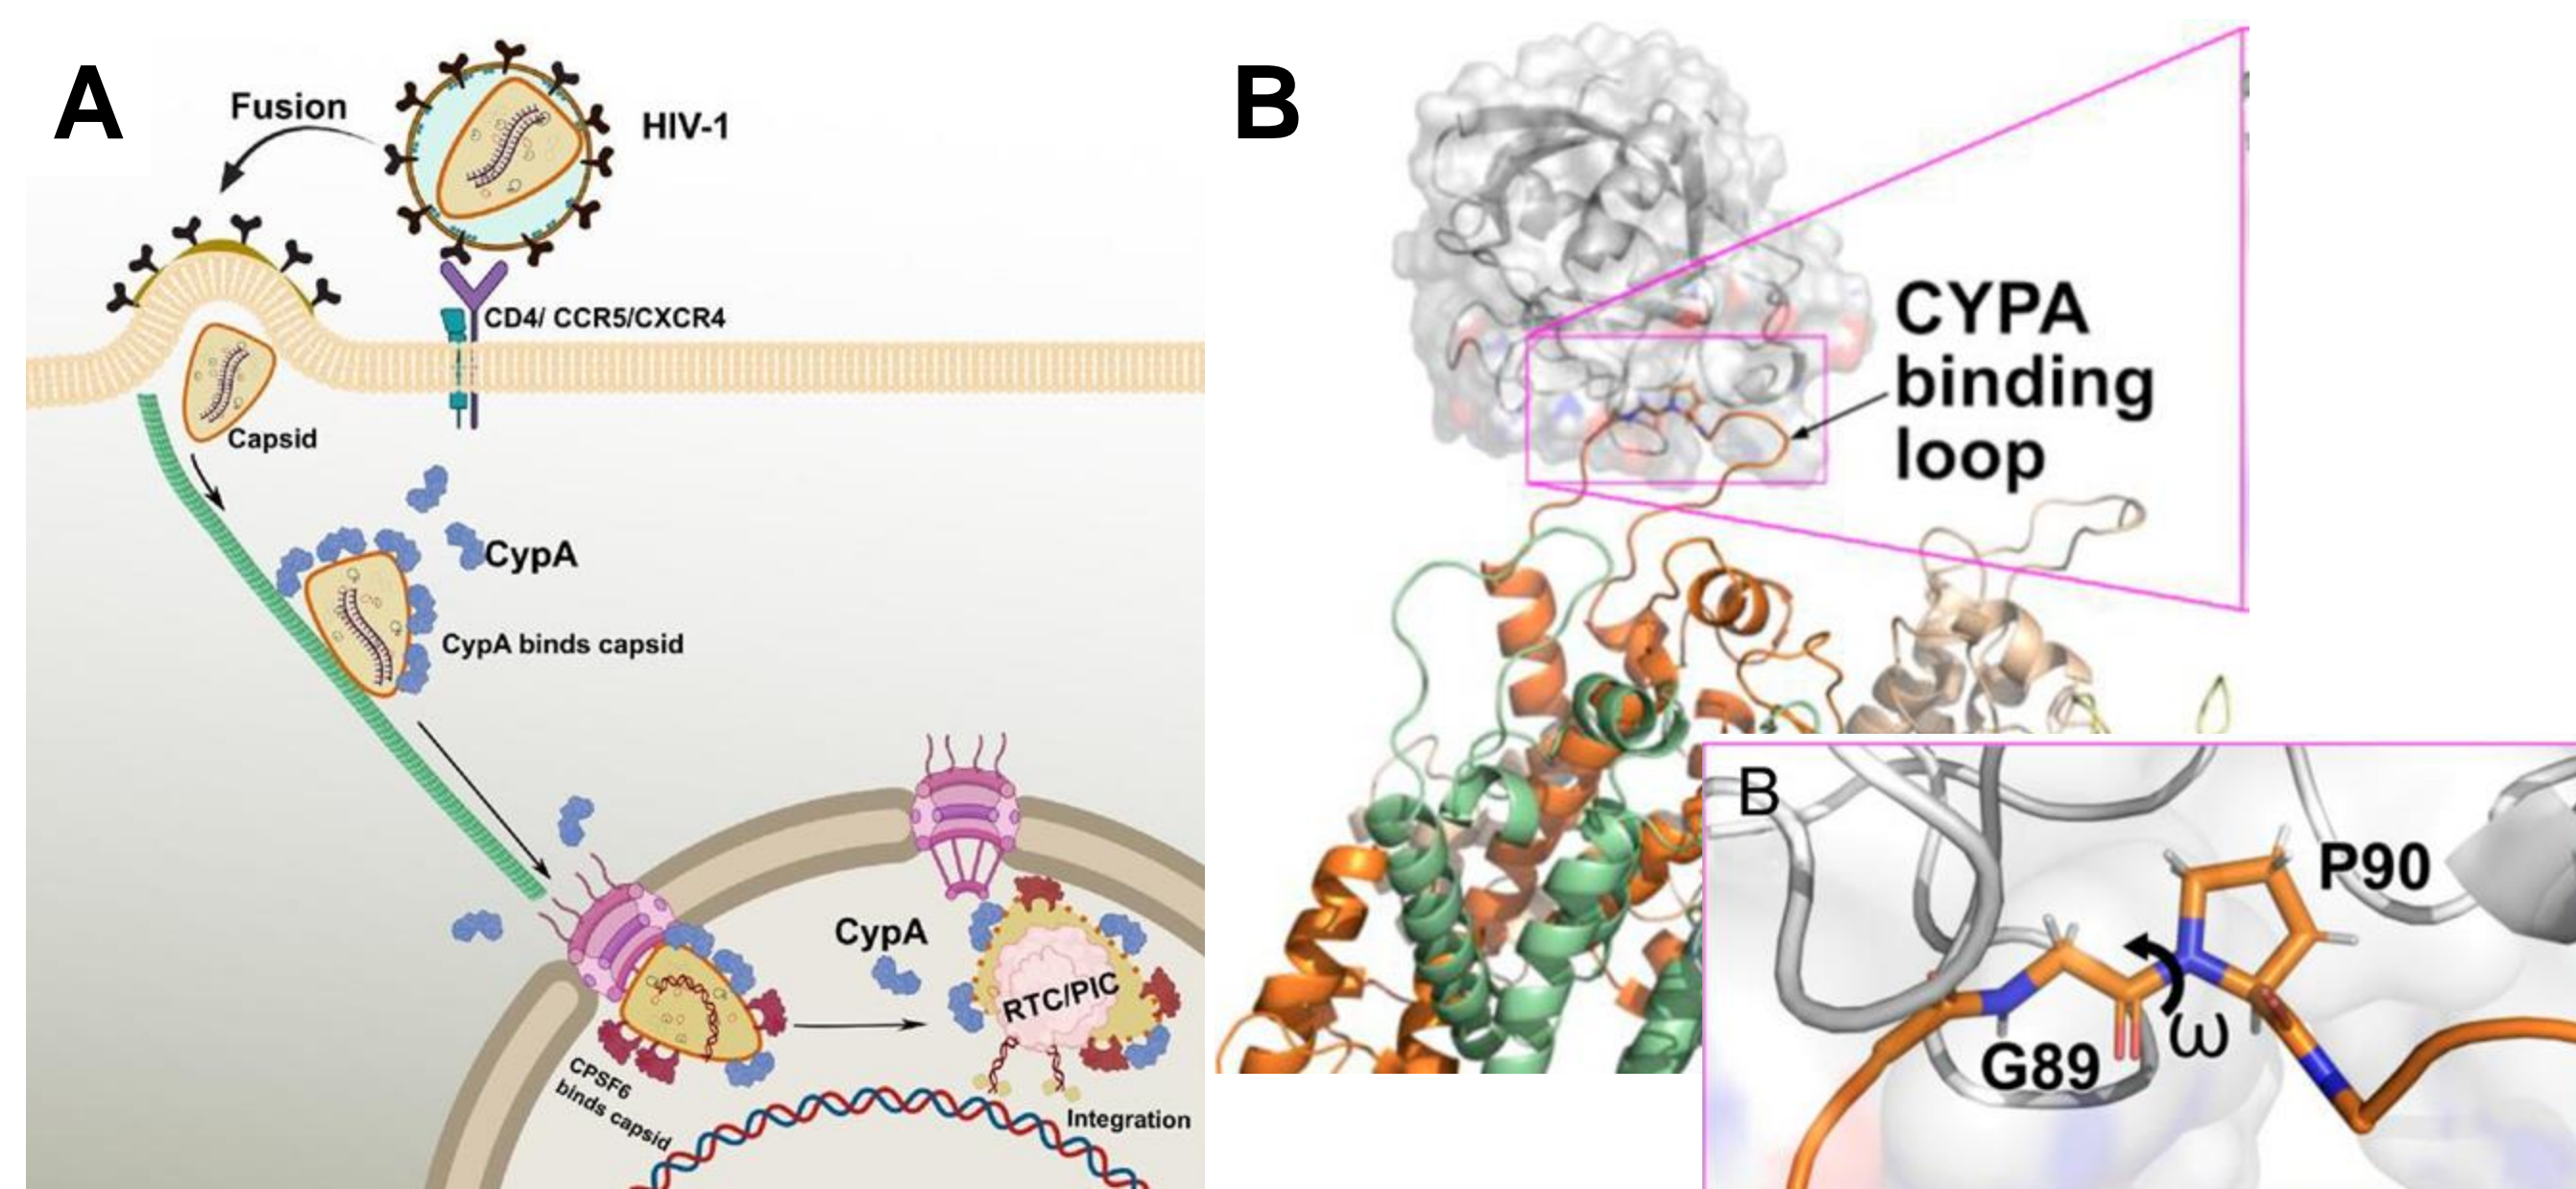 A
Fusion
HIV-1
CD4/ CCR5/CXCR4
Capsid
CypA
CypA binds capsid
CypA
RTC/PIC
CPSF6
binds capsid
Integration
B
CYPA
binding
loop
B
P90
G89
ω